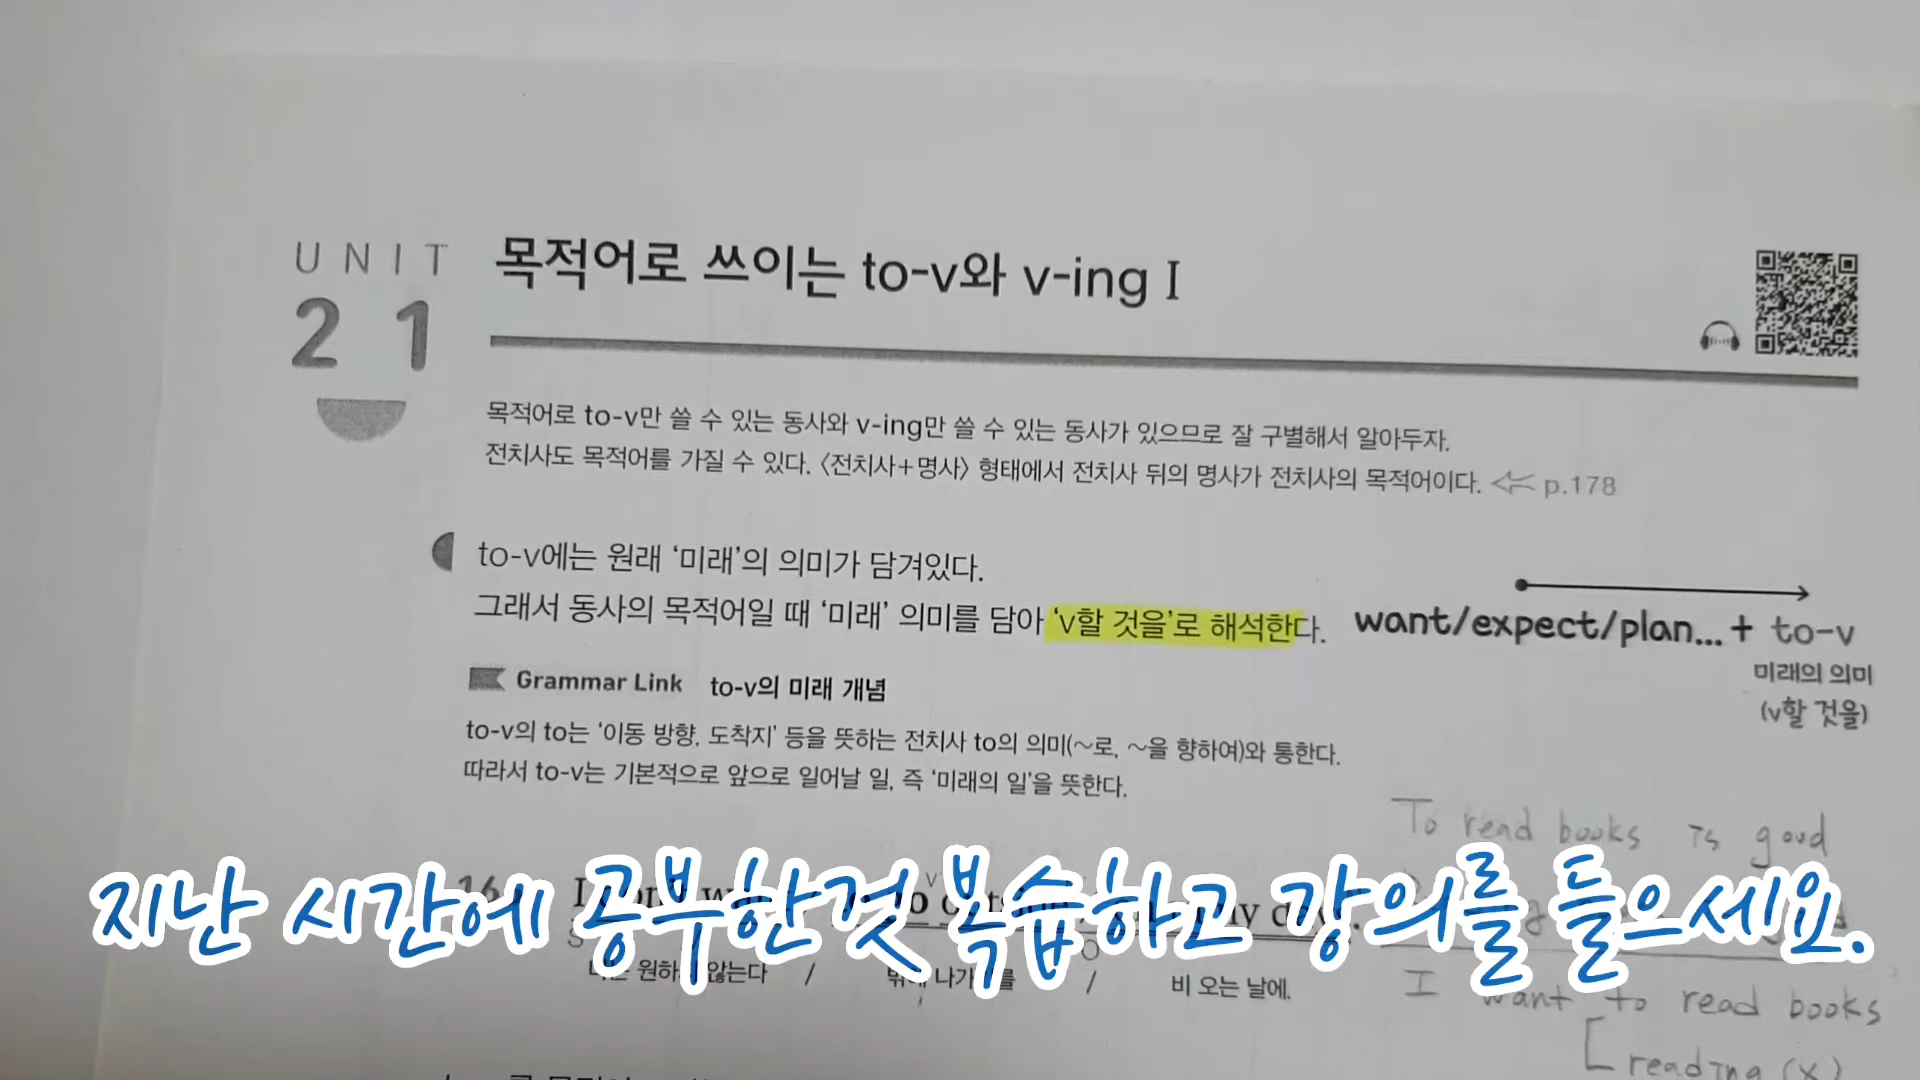 UNIT
21
목적어로 쓰이는 to-v와 v-ing I
목적어로 to-v만 쓸 수 있는 동사와 v-ing만 쓸 수 있는 동사가 있으므로 잘 구별해서 알아두자.
전치사도 목적어를 가질 수 있다. <전치사+명사> 형태에서 전치사 뒤의 명사가 전치사의 목적어이다. p.178
to-v에는 원래 ‘미래’의 의미가 담겨있다.
그래서 동사의 목적어일 때 ‘미래’ 의미를 담아 ‘v할 것을’로 해석한다.
want/expect/plan... + to-v
미래의 의미
(v할 것을)
Grammar Link to-v의 미래 개념
to-v의 to는 ‘이동 방향, 도착지’ 등을 뜻하는 전치사 to의 의미(~로, ~을 향하여)와 통한다.
따라서 to-v는 기본적으로 앞으로 일어날 일, 즉 ‘미래의 일’을 뜻한다.
To read books is good
지난 시간에 공부한것 복습하고 강의를 들으세요.
/ / 비 오는 날에.
I want to read books
reading (X)